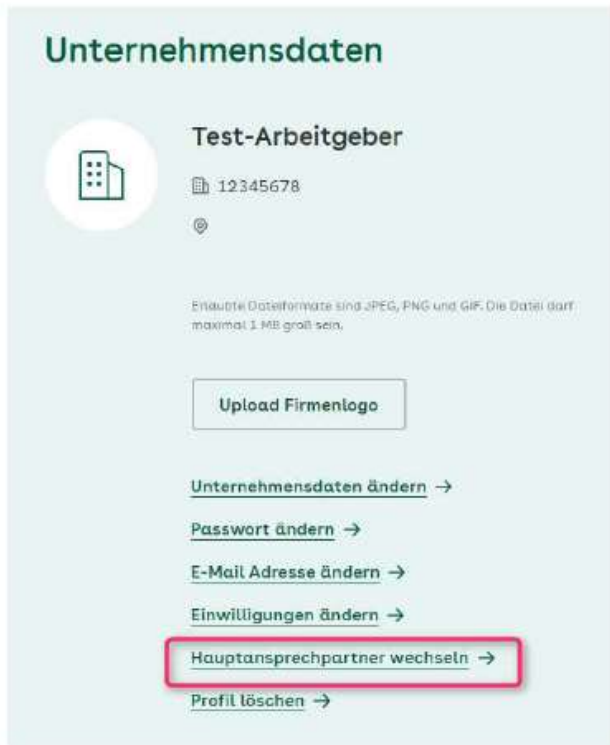 Unternehmensdaten
Test-Arbeitgeber
12345678
Erlaubte Dateiformate sind JPEG, PNG und GIF. Die Datei darf
maximal 1 MB groß sein.
Upload Firmenlogo
Unternehmensdaten ändern →
Passwort ändern →
E-Mail Adresse ändern →
Einwilligungen ändern →
Hauptansprechpartner wechseln →
Profil löschen →